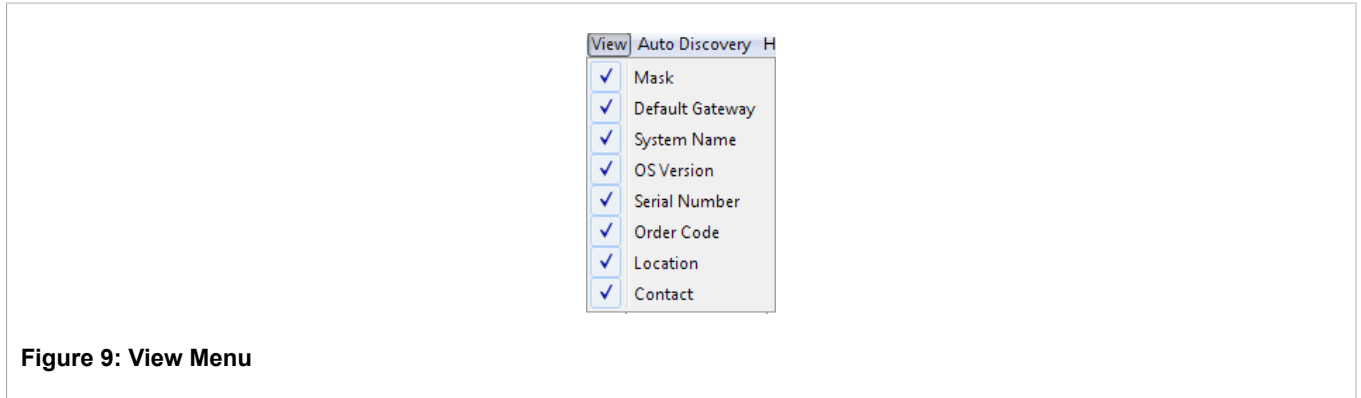 View Auto Discovery H
Mask
Default Gateway
System Name
OS Version
Serial Number
Order Code
Location
Contact
Figure 9: View Menu